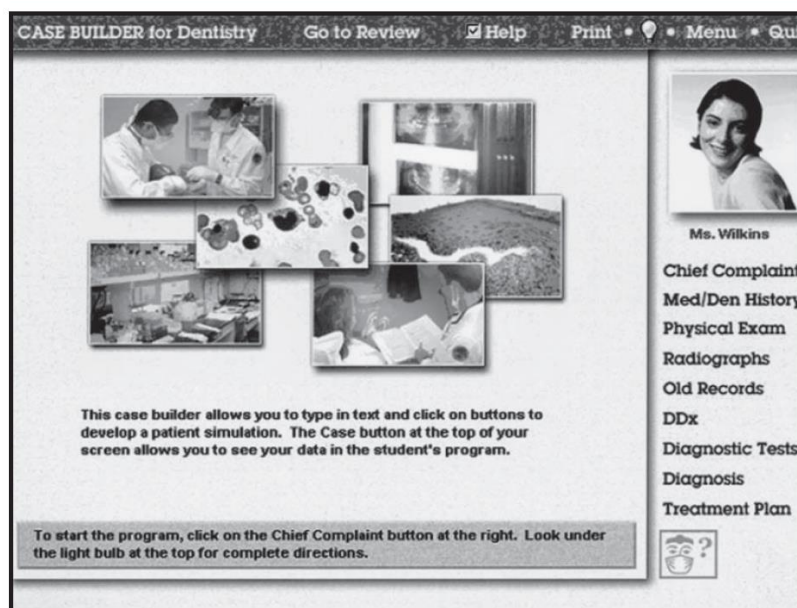 CASE BUILDER for Dentistry Go to Review Help Print • • Menu • Qui
Ms. Wilkins
Chief Complaint
Med/Den History
Physical Exam
Radiographs
Old Records
DDx
Diagnostic Tests
Diagnosis
Treatment Plan
?
This case builder allows you to type in text and click on buttons to
develop a patient simulation. The Case button at the top of your
screen allows you to see your data in the student's program.
To start the program, click on the Chief Complaint button at the right. Look under
the light bulb at the top for complete directions.